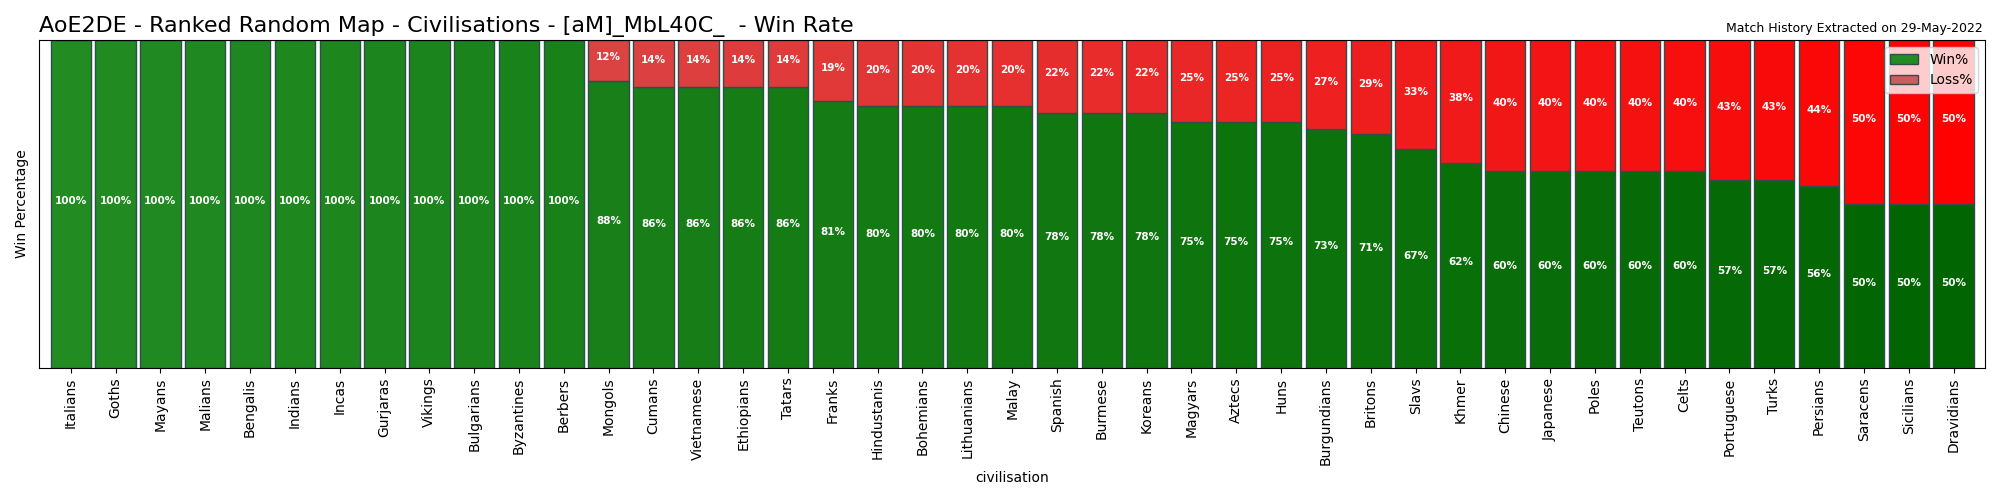 AoE2DE - Ranked Random Map - Civilisations - [aM]_MbL40C_ - Win Rate
Match History Extracted on 29-May-2022
Win%
Loss%
Win Percentage
12% 14% 14% 14% 14% 19% 20% 20% 20% 20% 22% 22% 22% 25% 25% 25% 27% 29% 33% 38% 40% 40% 40% 40% 40% 43% 43% 44% 50% 50% 50%
100% 100% 100% 100% 100% 100% 100% 100% 100% 100% 100% 100% 88% 86% 86% 86% 86% 81% 80% 80% 80% 80% 78% 78% 78% 75% 75% 75% 73% 71% 67% 62% 60% 60% 60% 60% 60% 57% 57% 56% 50% 50% 50%
Italians
Goths
Mayans
Malians
Bengalis
Indians
Incas
Gurjaras
Vikings
Bulgarians
Byzantines
Berbers
Mongols
Cumans
Vietnamese
Ethiopians
Tatars
Franks
Hindustanis
Bohemians
Lithuanians
Malay
Spanish
Burmese
Koreans
Magyars
Aztecs
Huns
Burgundians
Britons
Slavs
Khmer
Chinese
Japanese
Poles
Teutons
Celts
Portuguese
Turks
Persians
Saracens
Sicilians
Dravidians
civilisation